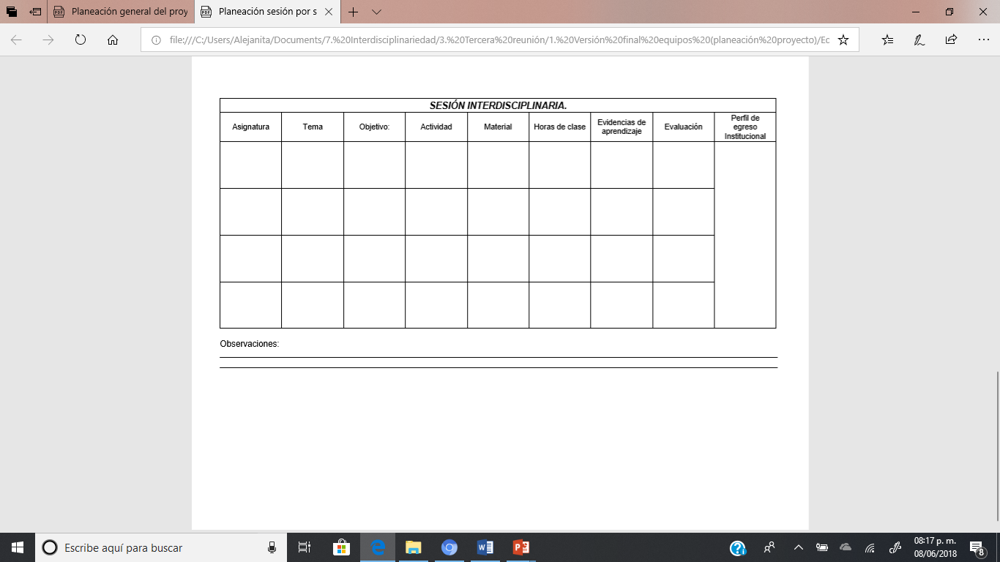 Planeación general del proy
Planeación sesión por s
file:///C:/Users/Alejanita/Documents/7.%20Interdisciplinariedad/3.%20Tercera%20reunión/1.%20Versión%20final%20equipos%20(planeación%20proyecto)/Ec
SESIÓN INTERDISCIPLINARIA.
Asignatura
Tema
Objetivo:
Actividad
Material
Horas de clase
Evidencias de
aprendizaje
Evaluación
Perfil de
egreso
Institucional
Observaciones:
Escribe aquí para buscar
08:17 p. m.
08/06/2018
8